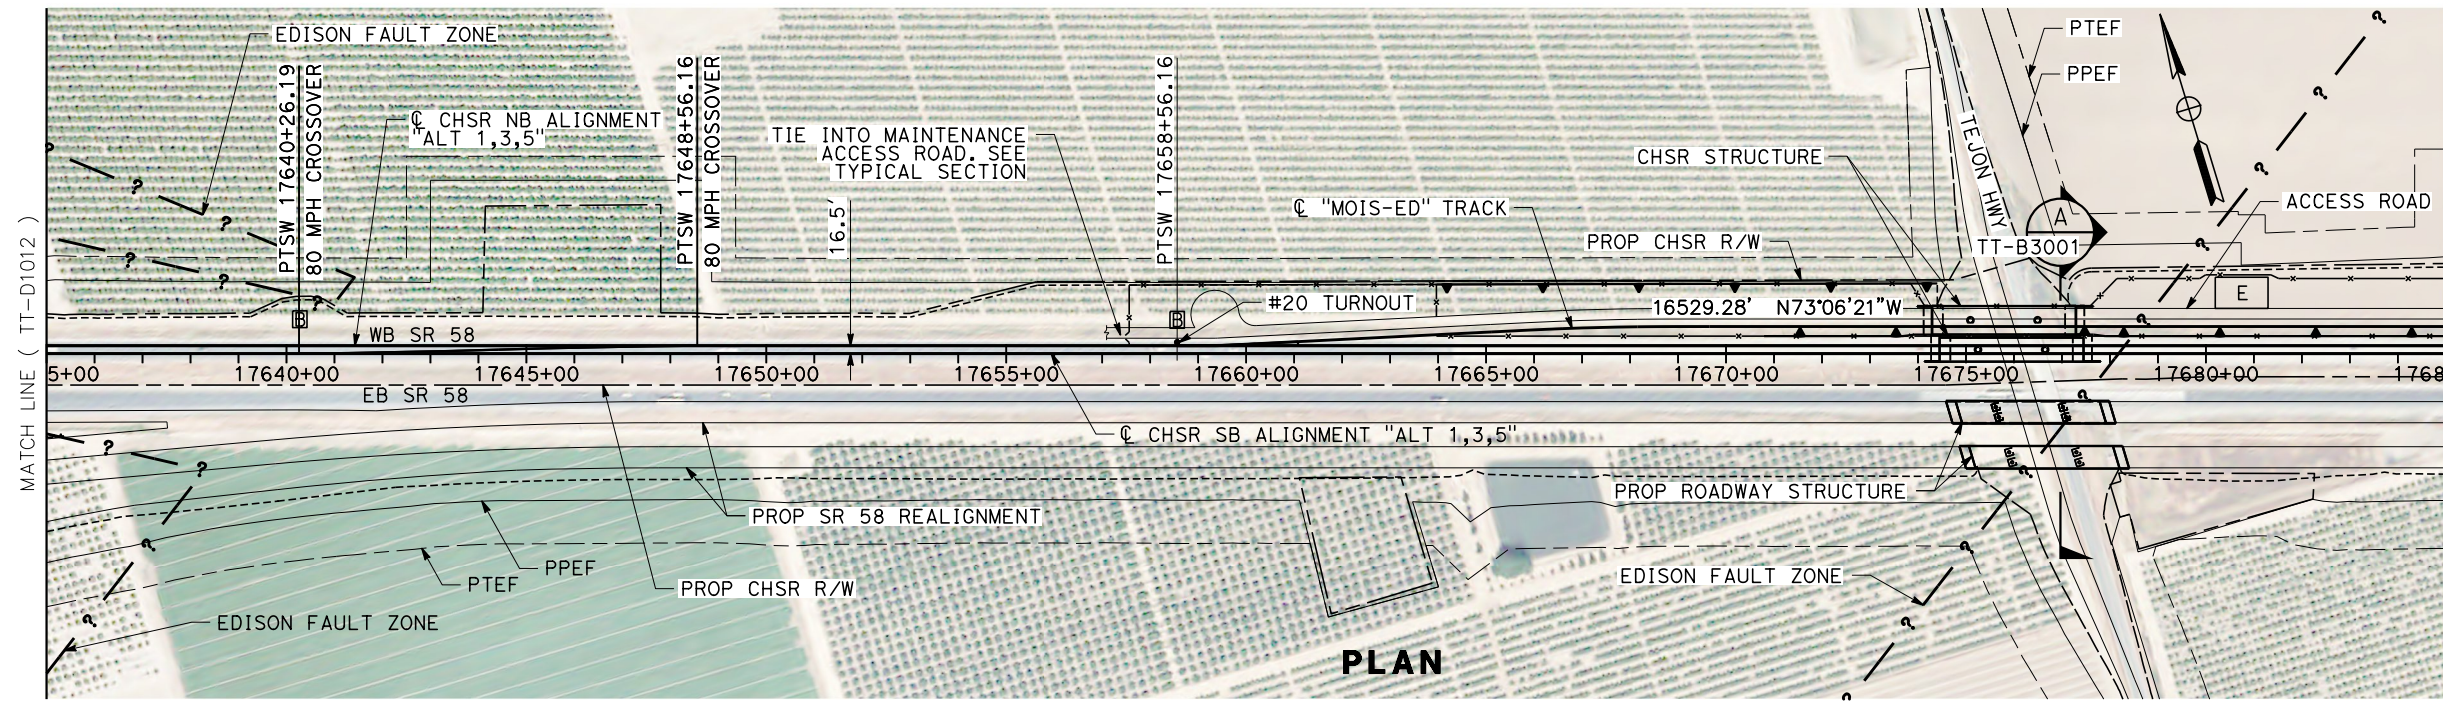 EDISON FAULT ZONE
PTSW 17640+26.19
80 MPH CROSSOVER
℄ CHSR NB ALIGNMENT
"ALT 1,3,5"
PTSW 17648+56.16
80 MPH CROSSOVER
TIE INTO MAINTENANCE
ACCESS ROAD. SEE
TYPICAL SECTION
16.5'
PTSW 17658+56.16
℄ "MOIS-ED" TRACK
PROP CHSR R/W
CHSR STRUCTURE
TEJON HWY
PTEF
PPEF
A
TT-B3001
ACCESS ROAD
E
#20 TURNOUT
16529.28' N73°06'21"W
B
B
WB SR 58
MATCH LINE ( TT-D1012 )
5+00
17640+00
17645+00
17650+00
17655+00
17660+00
17665+00
17670+00
17675+00
17680+00
1768
EB SR 58
℄ CHSR SB ALIGNMENT "ALT 1,3,5"
PROP ROADWAY STRUCTURE
PROP SR 58 REALIGNMENT
PPEF
PTEF
PROP CHSR R/W
EDISON FAULT ZONE
EDISON FAULT ZONE
PLAN
? ? ? ? ? ? ? ? ? ? ? ? ? ? ? ? ? ? ? ? ? ? ?